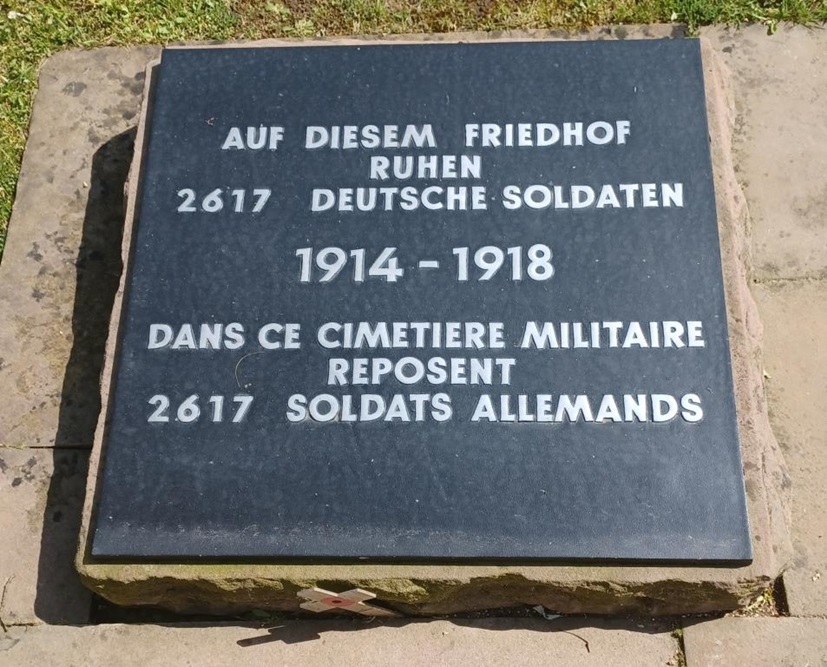 AUF DIESEM FRIEDHOF
RUHEN
2617 DEUTSCHE SOLDATEN
1914 - 1918
DANS CE CIMETIERE MILITAIRE
REPOSENT
2617 SOLDATS ALLEMANDS